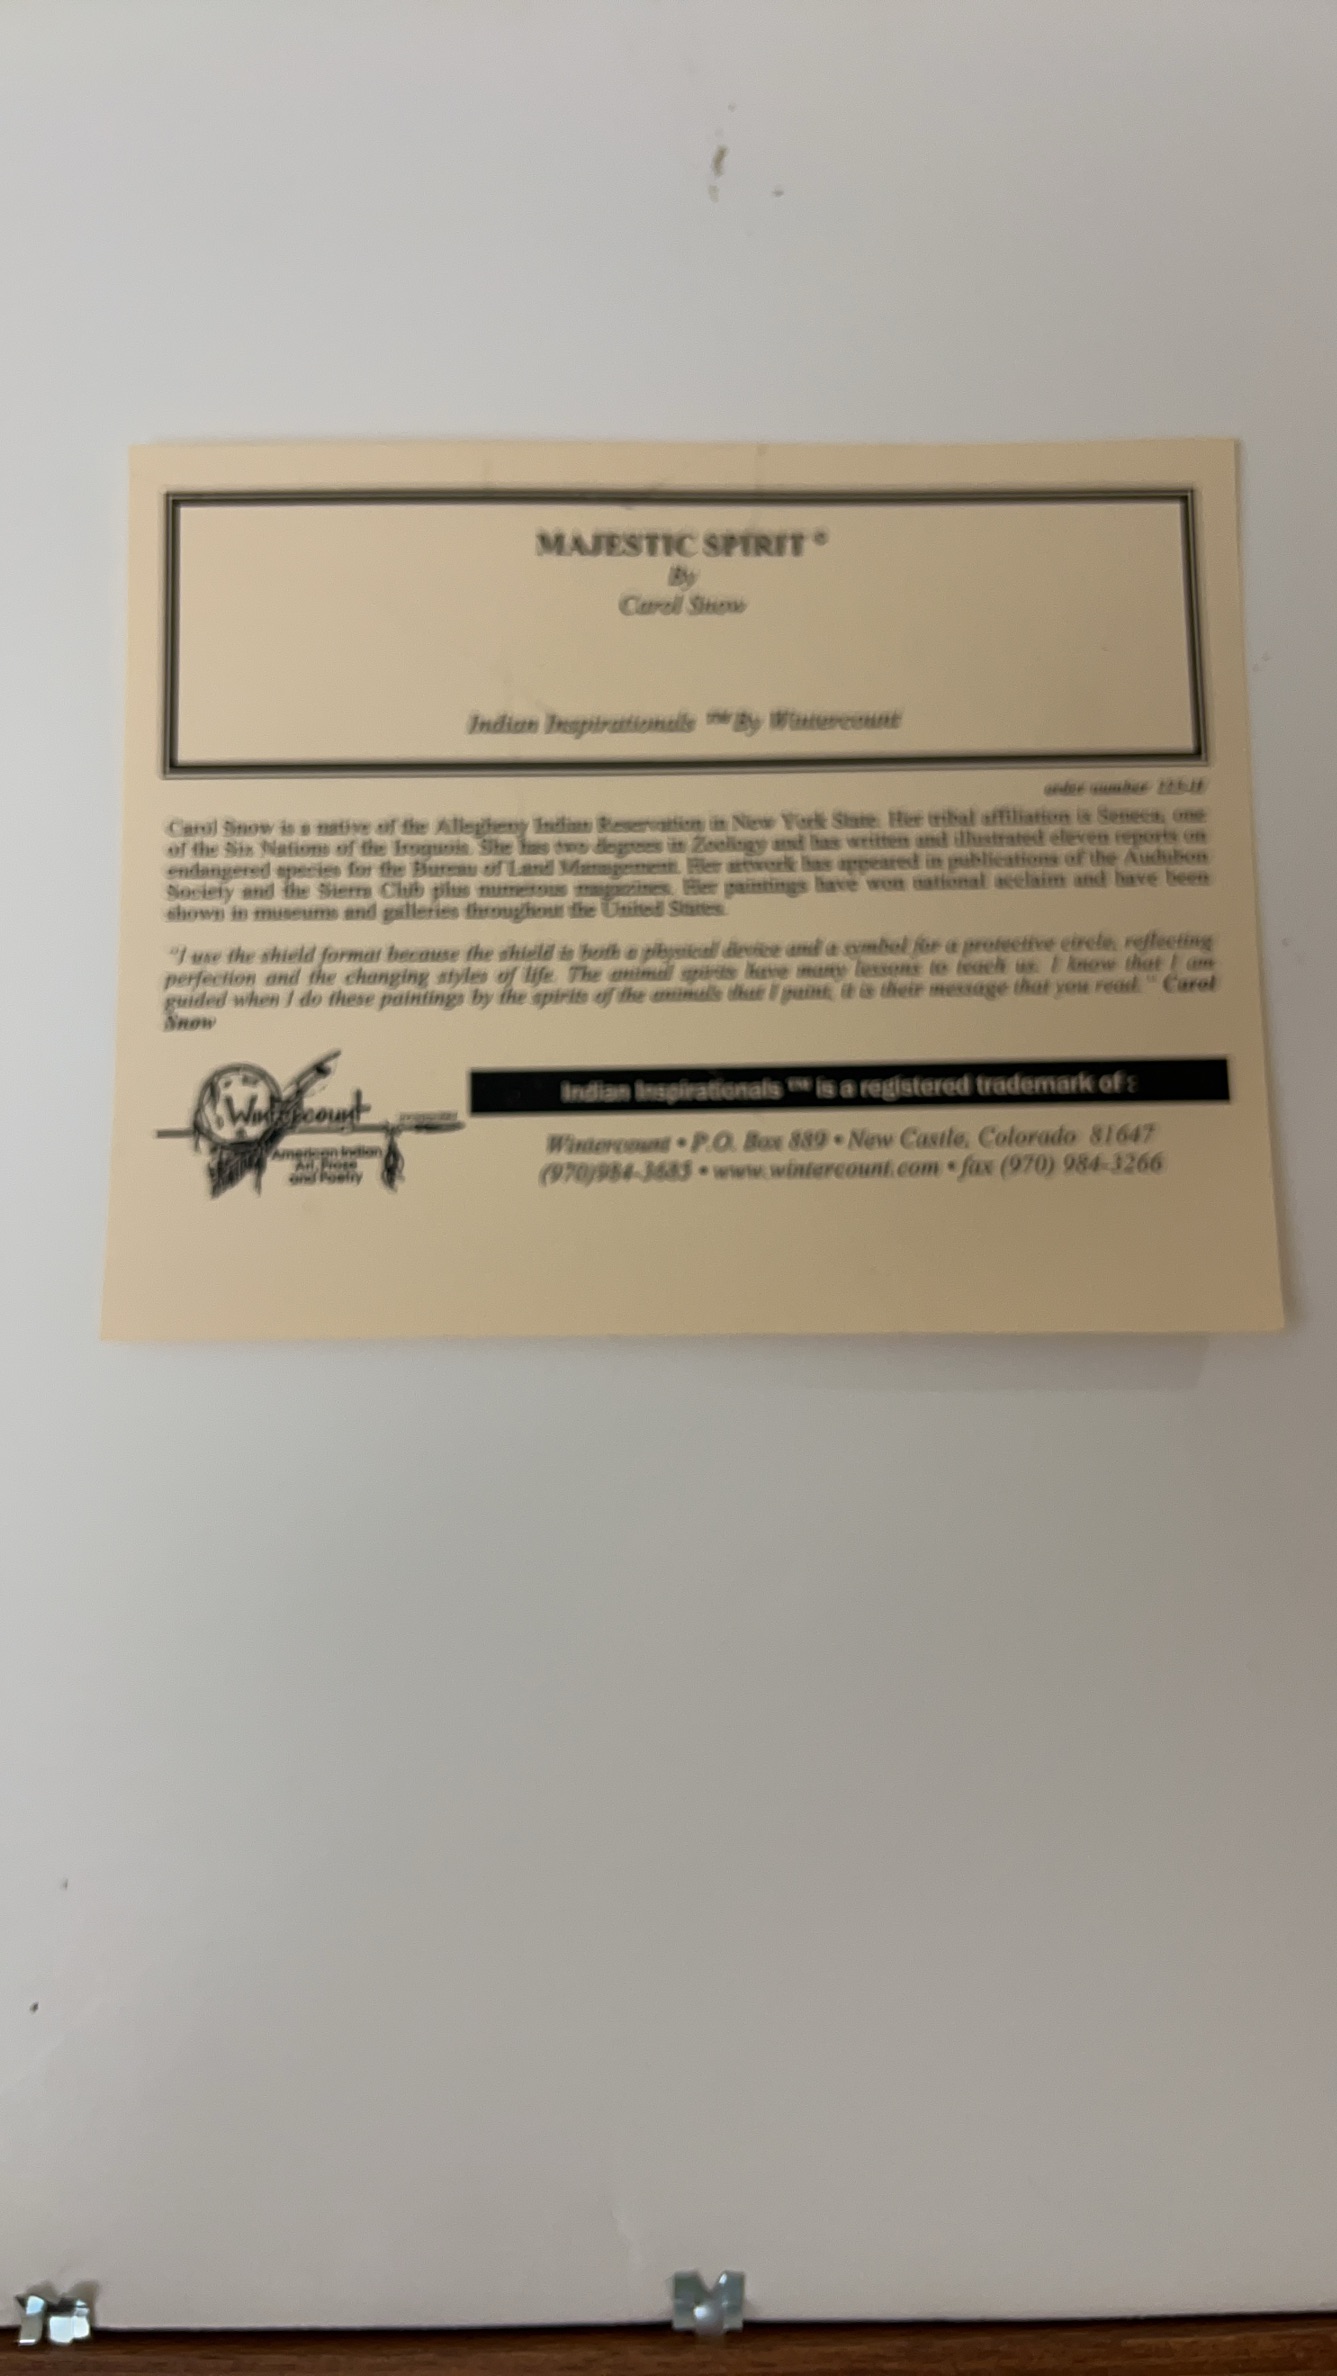 MAJESTIC SPIRIT ©
By
Carol Snow
Indian Inspirationals ™ By Wintercount
order number
Carol Snow is a native of the Allegheny Indian Reservation in New York State. Her tribal affiliation is Seneca, one
of the Six Nations of the Iroquois. She has two degrees in Zoology and has written and illustrated eleven reports on
endangered species for the Bureau of Land Management. Her artwork has appeared in publications of the Audubon
Society and the Sierra Club plus numerous magazines. Her paintings have won national acclaim and have been
shown in museums and galleries throughout the United States.
"I use the shield format because the shield is both a physical device and a symbol for a protective circle, reflecting
perfection and the changing styles of life. The animal spirits have many lessons to teach us. I know that I am
guided when I do these paintings by the spirits of the animals that I paint; it is their message that you read." Carol
Snow
Wintercount
American Indian
Art, Prose
and Poetry
Indian Inspirationals ™ is a registered trademark of:
Wintercount • P.O. Box 889 • New Castle, Colorado 81647
(970)984-3685 • www.wintercount.com • fax (970) 984-3266